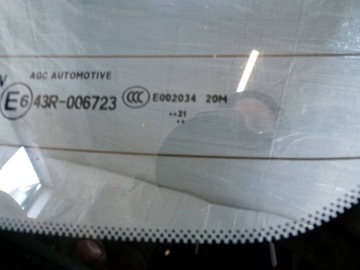 AGC AUTOMOTIVE
E6 43R-006723 CCC E002034 20M
··21